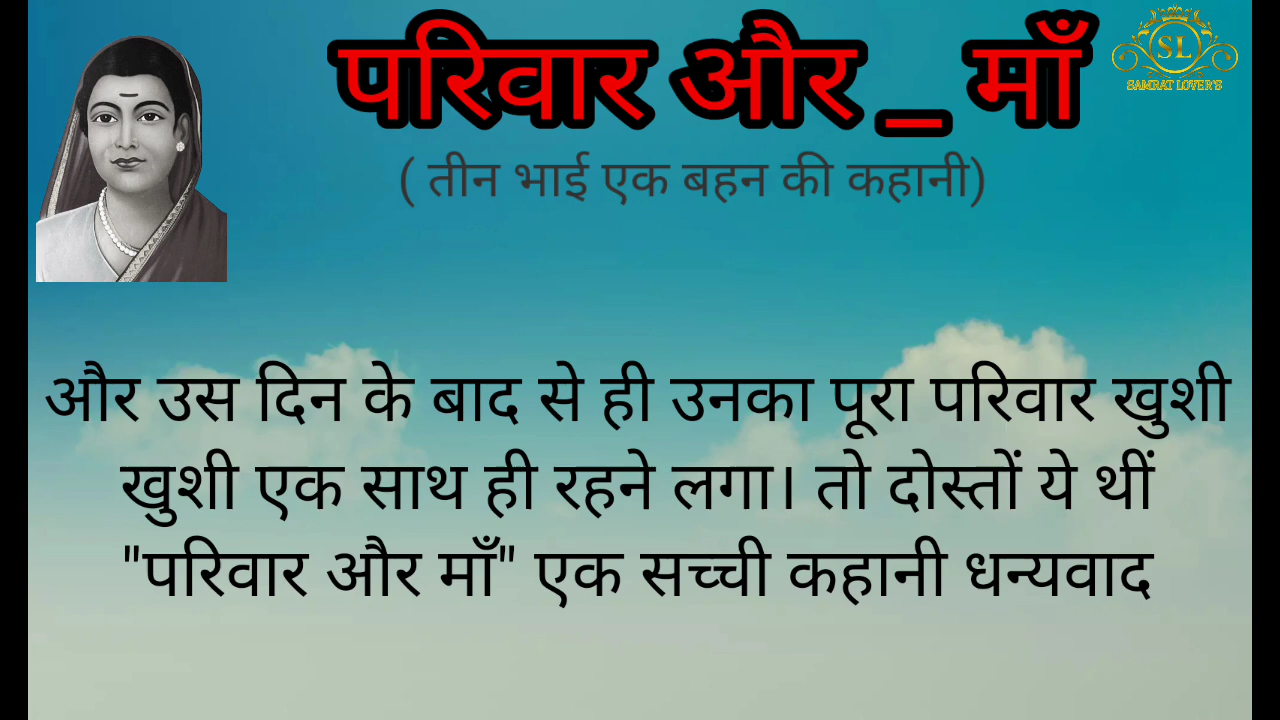 परिवार और _ माँ
SL
SAMRAT LOVER'S
( तीन भाई एक बहन की कहानी)
और उस दिन के बाद से ही उनका पूरा परिवार खुशी
खुशी एक साथ ही रहने लगा। तो दोस्तों ये थीं
"परिवार और माँ" एक सच्ची कहानी धन्यवाद